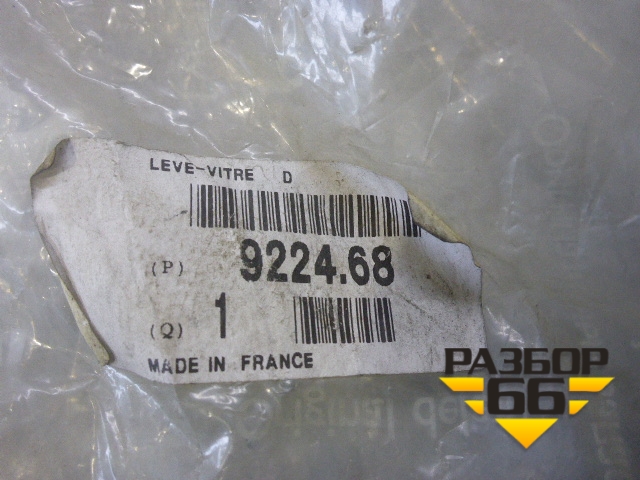 LEVE-VITRE D
(P) 9224.68
(Q) 1
MADE IN FRANCE
РАЗБОР
66